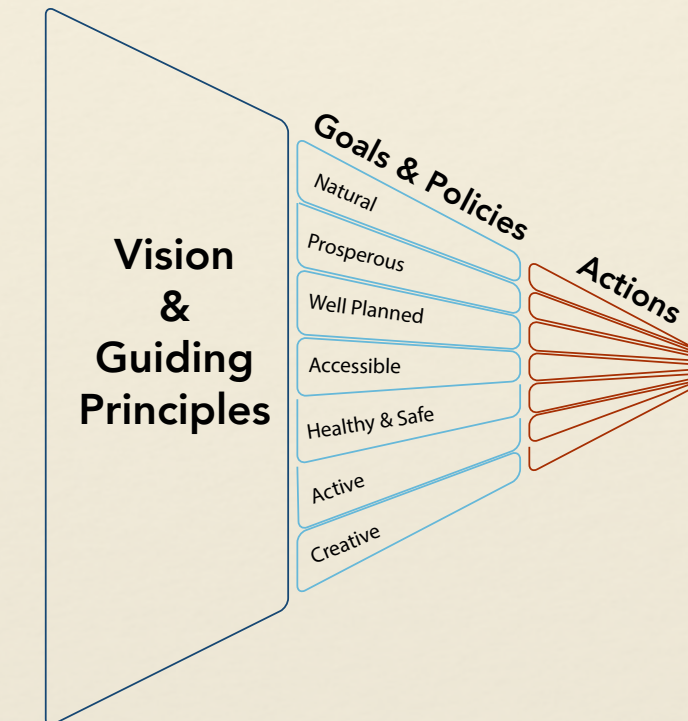 Vision
&
Guiding
Principles
Goals & Policies
Natural
Prosperous
Well Planned
Accessible
Healthy & Safe
Active
Creative
Actions